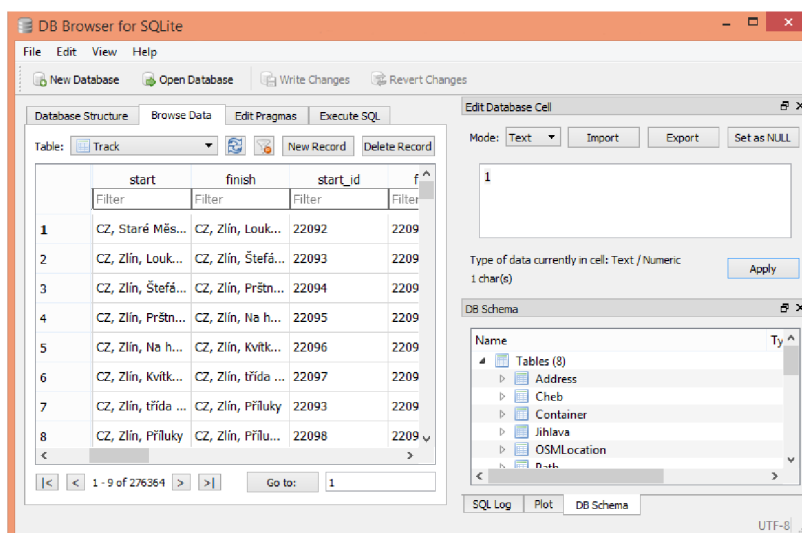 DB Browser for SQLite
File Edit View Help
New Database Open Database Write Changes Revert Changes
Database Structure Browse Data Edit Pragmas Execute SQL
Table: Track New Record Delete Record
start finish start_id f
Filter Filter Filter Filter
1 CZ, Staré Měs... CZ, Zlín, Louk... 22092 2209
2 CZ, Zlín, Louk... CZ, Zlín, Štefá... 22093 2209
3 CZ, Zlín, Štefá... CZ, Zlín, Prštn... 22094 2209
4 CZ, Zlín, Prštn... CZ, Zlín, Na h... 22095 2209
5 CZ, Zlín, Na h... CZ, Zlín, Kvítk... 22096 2209
6 CZ, Zlín, Kvítk... CZ, Zlín, třída ... 22097 2209
7 CZ, Zlín, třída ... CZ, Zlín, Příluky 22093 2209
8 CZ, Zlín, Příluky CZ, Zlín, Přílu... 22098 2209
1 - 9 of 276364 Go to: 1
Edit Database Cell
Mode: Text Import Export Set as NULL
1
Type of data currently in cell: Text / Numeric
1 char(s)
Apply
DB Schema
Name Ty
Tables (8)
Address
Cheb
Container
Jihlava
OSMLocation
Path
SQL Log Plot DB Schema
UTF-8